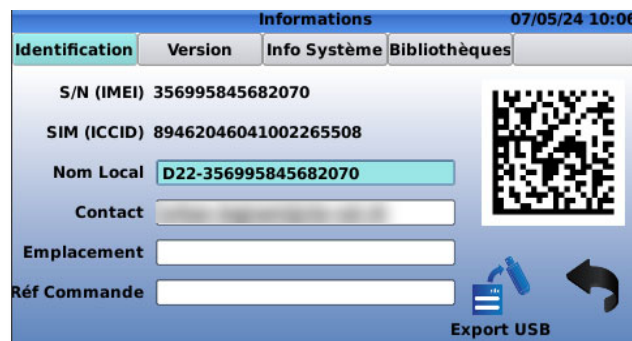 Informations 07/05/24 10:06
Identification Version Info Système Bibliothèques
S/N (IMEI) 356995845682070
SIM (ICCID) 89462046041002265508
Nom Local D22-356995845682070
Contact
Emplacement
Réf Commande
Export USB